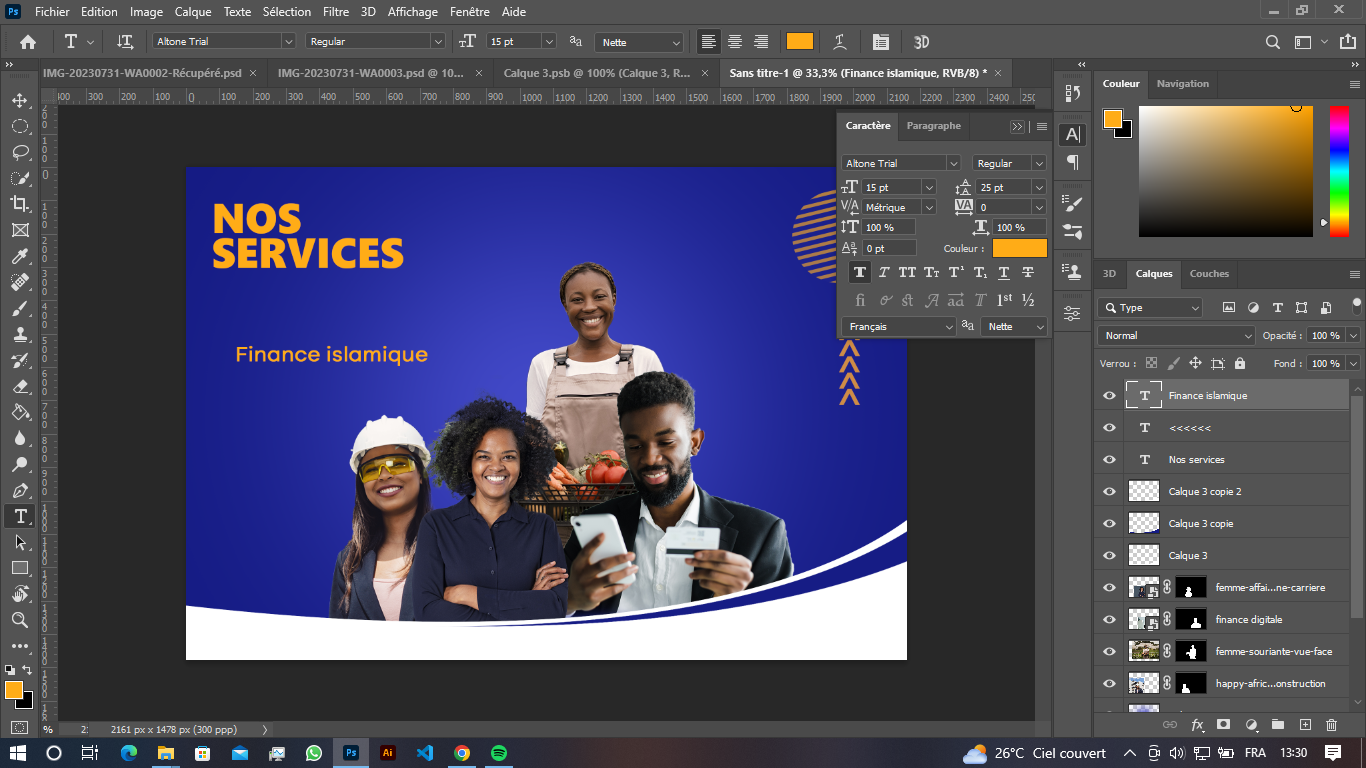 Ps Fichier Edition Image Calque Texte Sélection Filtre 3D Affichage Fenêtre Aide
T Altone Trial Regular 15 pt Nette 3D
IMG-20230731-WA0002-Récupéré.psd × IMG-20230731-WA0003.psd @ 10... × Calque 3.psb @ 100% (Calque 3, R... × Sans titre-1 @ 33,3% (Finance islamique, RVB/8) * ×
300 200 100 0 100 200 300 400 500 600 700 800 900 1000 1100 1200 1300 1400 1500 1600 1700 1800 1900 2000 2100 2200 2300 2400
NOS
SERVICES
Finance islamique
Caractère Paragraphe
Altone Trial Regular
15 pt 25 pt
Métrique 0
100 % 100 %
0 pt Couleur :
T T TT Tt T¹ T₁ T T
fi st A aa T 1st ½
Français aa Nette
Couleur Navigation
3D Calques Couches
Type
Normal Opacité : 100 %
Verrou : Fond : 100 %
T Finance islamique
T <<<<<<
T Nos services
Calque 3 copie 2
Calque 3 copie
Calque 3
femme-affai...ne-carriere
finance digitale
femme-souriante-vue-face
happy-afric...onstruction
fx
% 2161 px x 1478 px (300 ppp)
Ps Ai 26°C Ciel couvert FRA 13:30